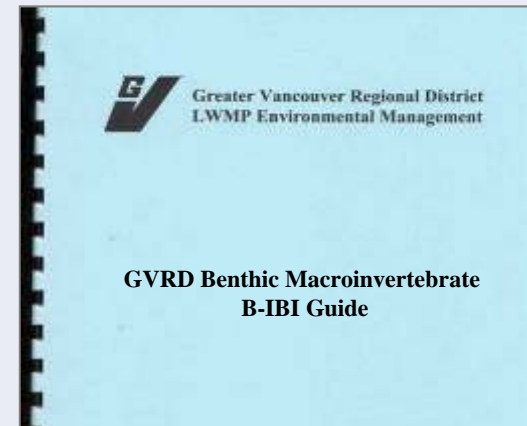 G
Greater Vancouver Regional District
LWMP Environmental Management
GVRD Benthic Macroinvertebrate
B-IBI Guide